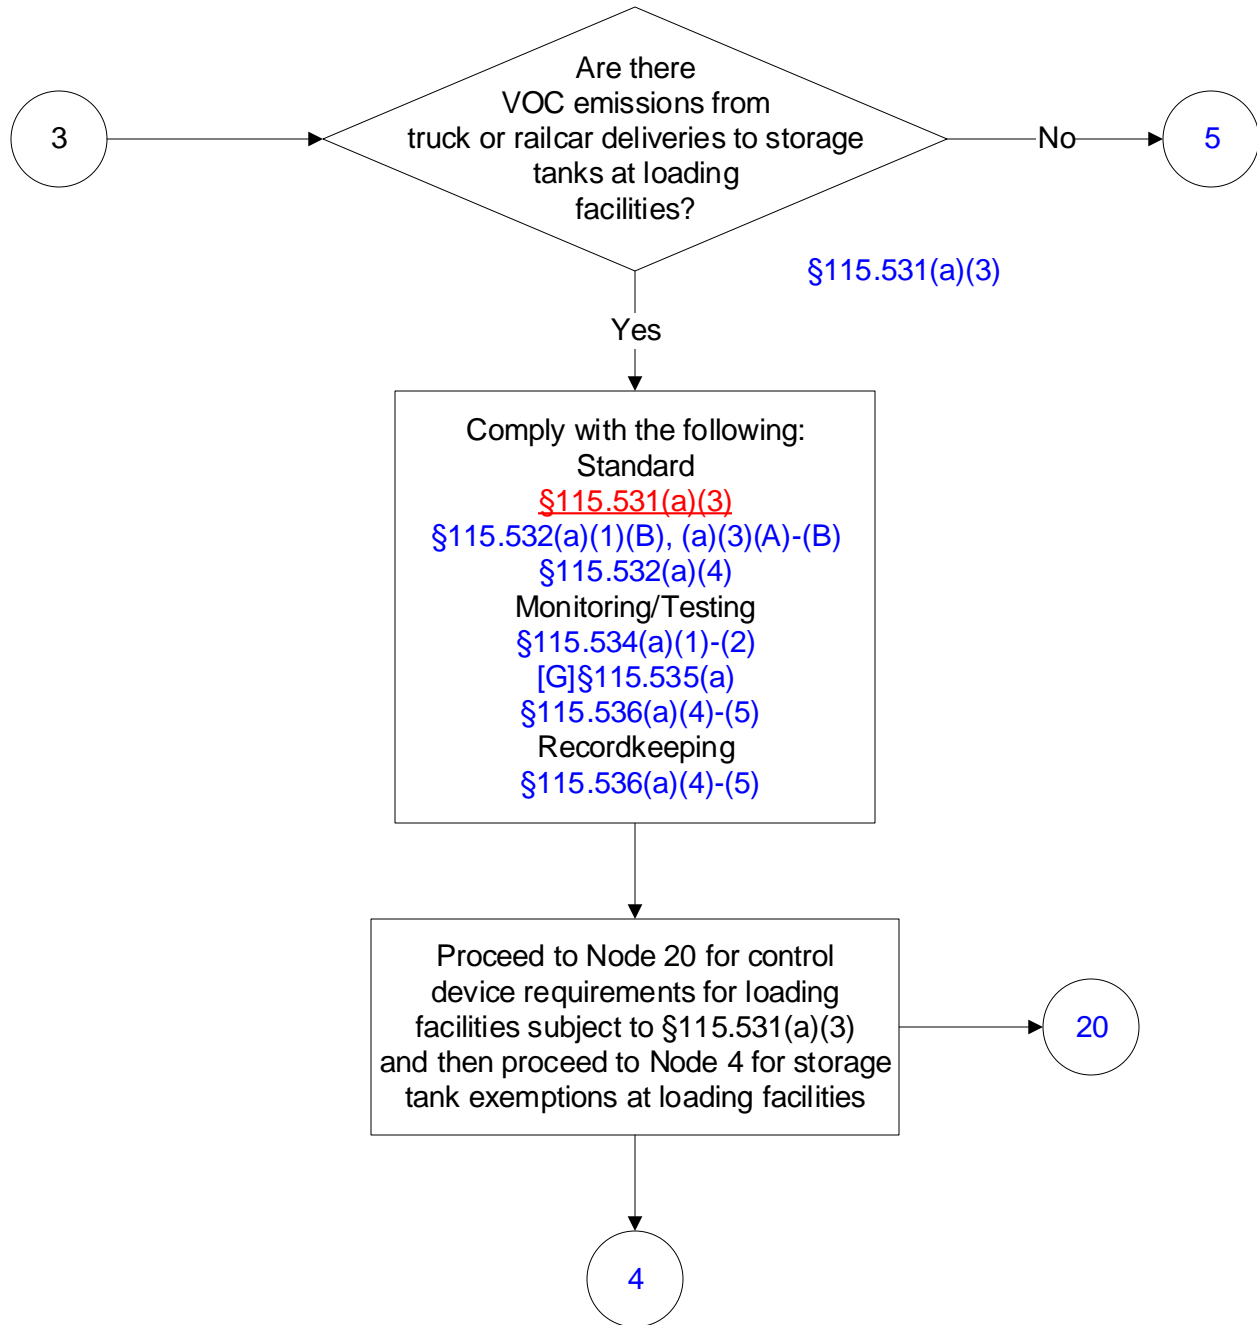 3
Are there
VOC emissions from
truck or railcar deliveries to storage
tanks at loading
facilities?
No
5
§115.531(a)(3)
Yes
Comply with the following:
Standard
§115.531(a)(3)
§115.532(a)(1)(B), (a)(3)(A)-(B)
§115.532(a)(4)
Monitoring/Testing
§115.534(a)(1)-(2)
[G]§115.535(a)
§115.536(a)(4)-(5)
Recordkeeping
§115.536(a)(4)-(5)
Proceed to Node 20 for control
device requirements for loading
facilities subject to §115.531(a)(3)
and then proceed to Node 4 for storage
tank exemptions at loading facilities
20
4